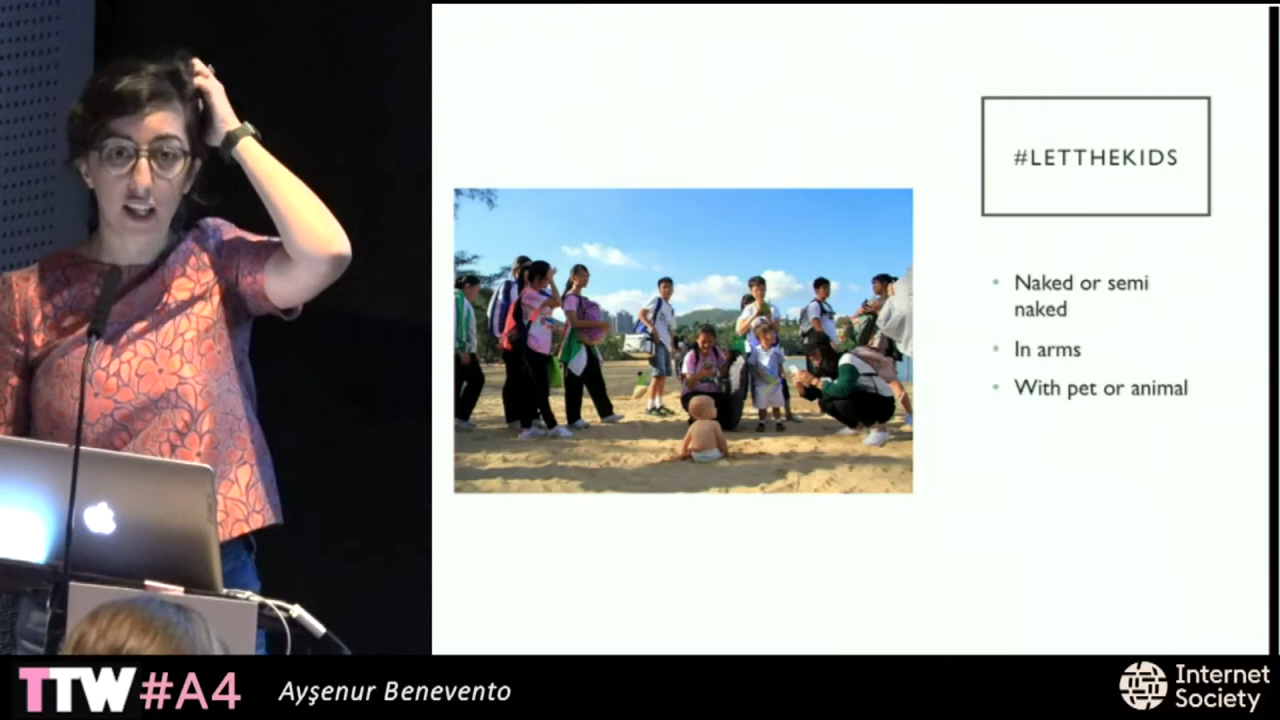 #LETTHEKIDS
• Naked or semi
naked
• In arms
• With pet or animal
TTW#A4
Ayşenur Benevento
Internet
Society